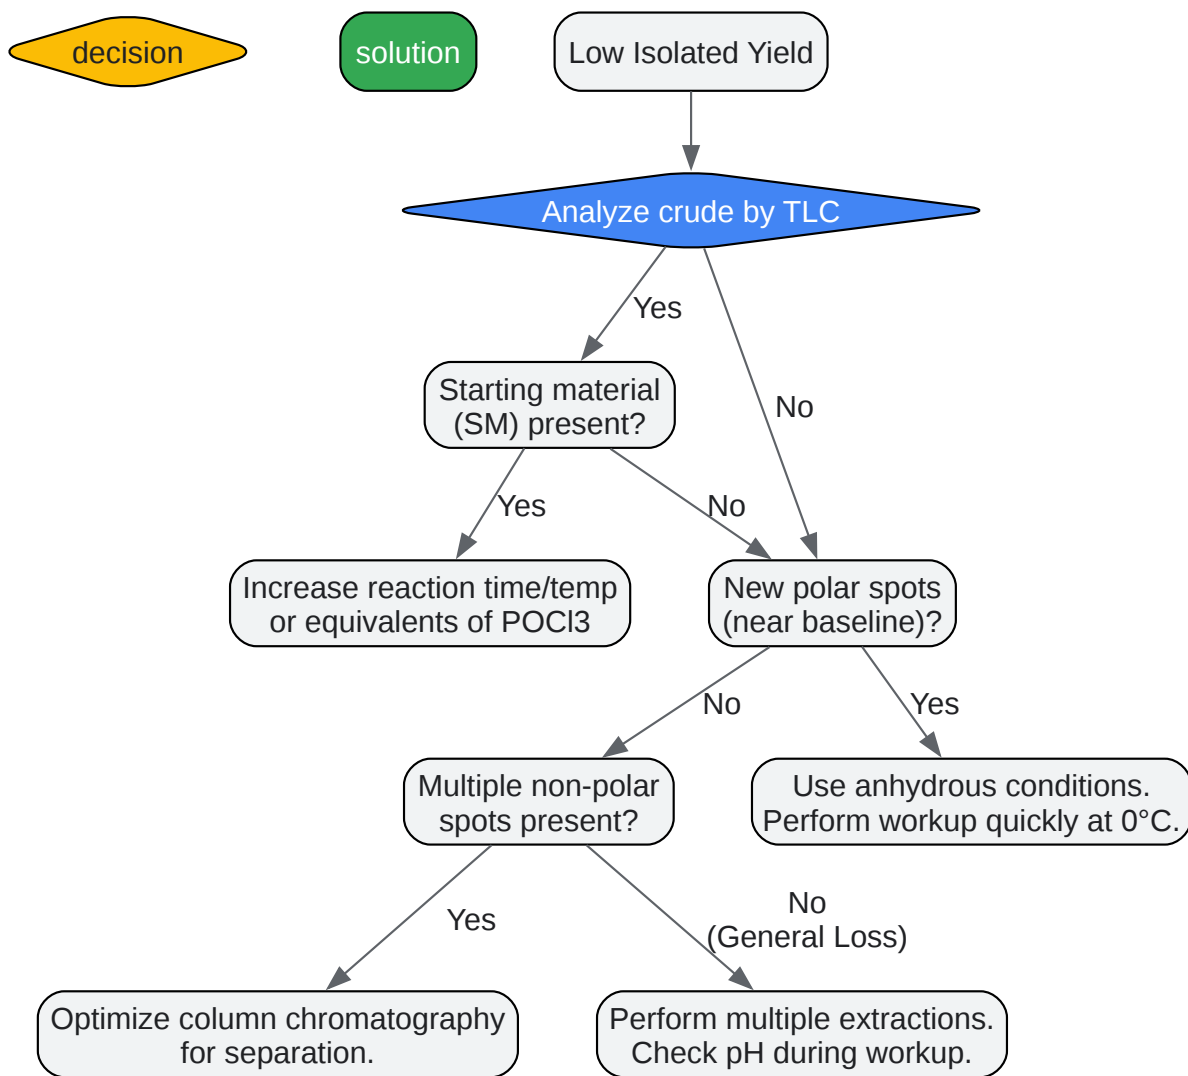 decision
solution
Low Isolated Yield
Analyze crude by TLC
Yes
Starting material
(SM) present?
No
Yes
No
Increase reaction time/temp
or equivalents of POCl3
New polar spots
(near baseline)?
No
Yes
Multiple non-polar
spots present?
Use anhydrous conditions.
Perform workup quickly at 0°C.
Yes
No
(General Loss)
Optimize column chromatography
for separation.
Perform multiple extractions.
Check pH during workup.